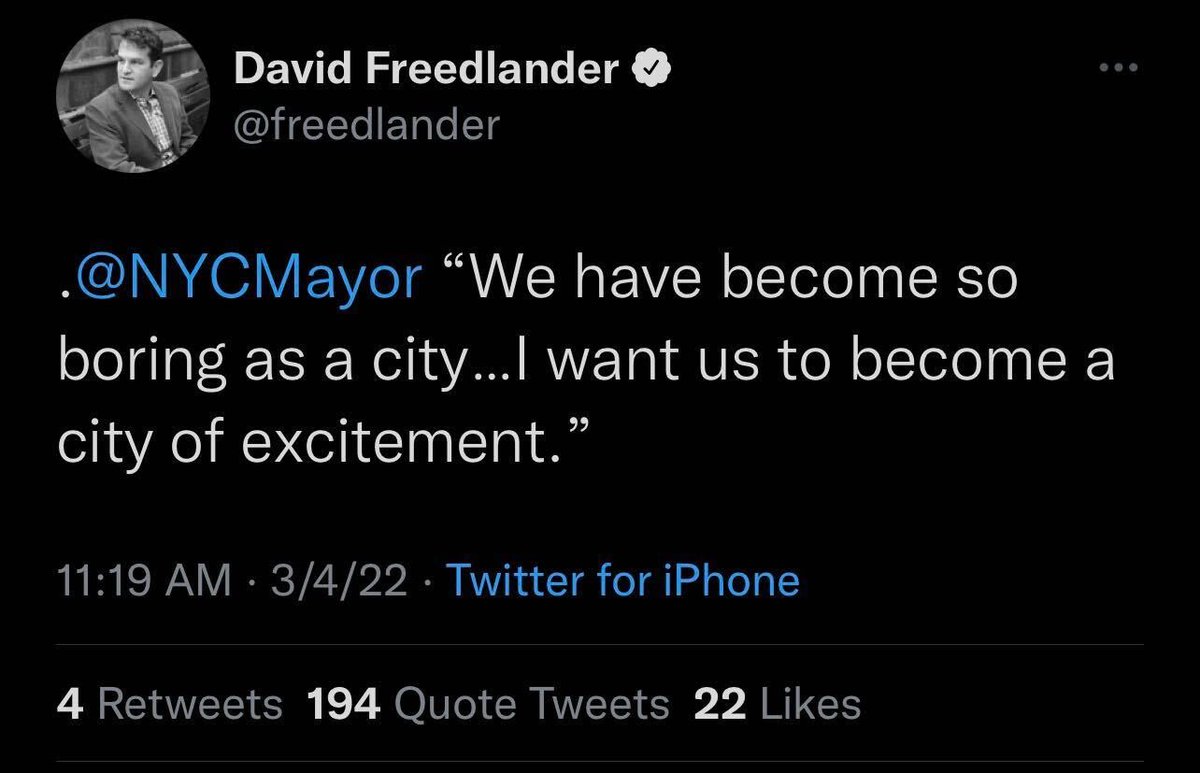 David Freedlander
@freedlander
.@NYCMayor “We have become so
boring as a city...I want us to become a
city of excitement.”
11:19 AM · 3/4/22 · Twitter for iPhone
4 Retweets 194 Quote Tweets 22 Likes